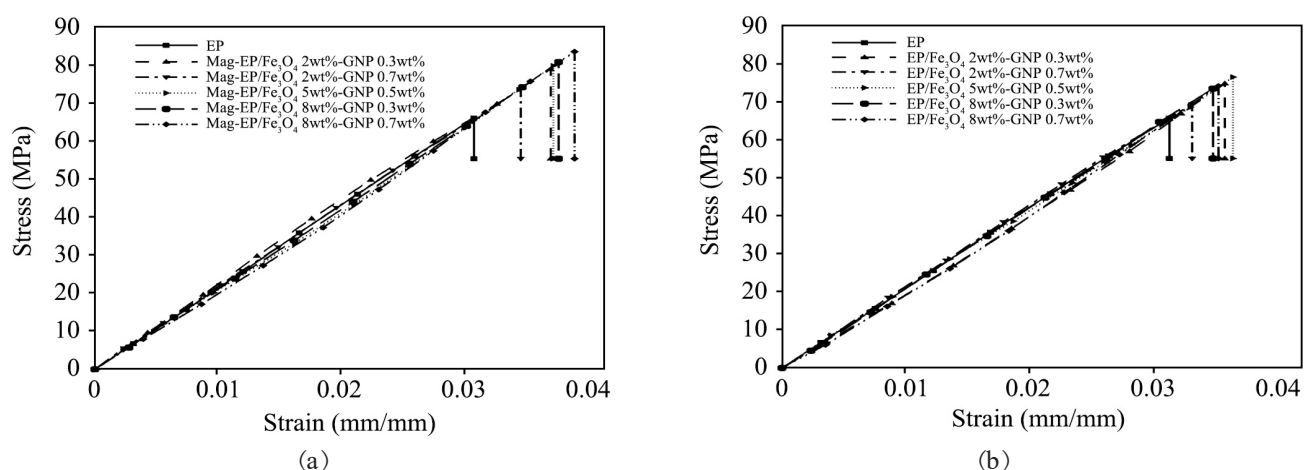 90
80
70
60
50
40
30
20
10
0
Stress (MPa)
EP
Mag-EP/Fe₃O₄ 2wt%-GNP 0.3wt%
Mag-EP/Fe₃O₄ 2wt%-GNP 0.7wt%
Mag-EP/Fe₃O₄ 5wt%-GNP 0.5wt%
Mag-EP/Fe₃O₄ 8wt%-GNP 0.3wt%
Mag-EP/Fe₃O₄ 8wt%-GNP 0.7wt%
0 0.01 0.02 0.03 0.04
Strain (mm/mm)
(a)
90
80
70
60
50
40
30
20
10
0
Stress (MPa)
EP
EP/Fe₃O₄ 2wt%-GNP 0.3wt%
EP/Fe₃O₄ 2wt%-GNP 0.7wt%
EP/Fe₃O₄ 5wt%-GNP 0.5wt%
EP/Fe₃O₄ 8wt%-GNP 0.3wt%
EP/Fe₃O₄ 8wt%-GNP 0.7wt%
0 0.01 0.02 0.03 0.04
Strain (mm/mm)
(b)